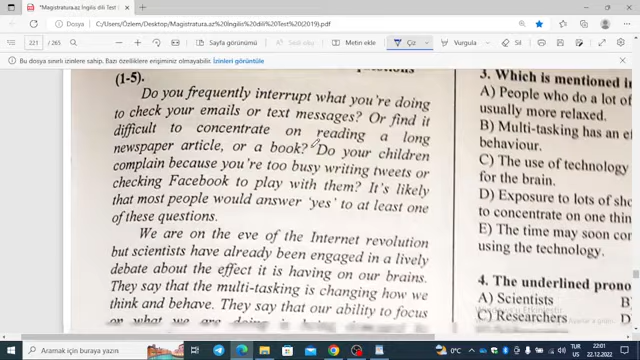 "Magistratura.az İngilis dili Test (
Dosya
C:/Users/Özlem/Desktop/Magistratura.az%20İngilis%20dili%20Test%20(2019).pdf
221 / 265
Sayfa görünümü
Sesli oku
Metin ekle
Çiz
Vurgula
Sil
Bu dosya sınırlı izinlere sahip. Bazı özelliklere erişiminiz olmayabilir. İzinleri görüntüle
(1-5).
Do you frequently interrupt what you're doing
to check your emails or text messages? Or find it
difficult to concentrate on reading a long
newspaper article, or a book? Do your children
complain because you're too busy writing tweets or
checking Facebook to play with them? It's likely
that most people would answer 'yes' to at least one
of these questions.
We are on the eve of the Internet revolution
but scientists have already been engaged in a lively
debate about the effect it is having on our brains.
They say that the multi-tasking is changing how we
think and behave. They say that our ability to focus
on what we are doing is being
3. Which is mentioned i
A) People who do a lot of
usually more relaxed.
B) Multi-tasking has an e
behaviour.
C) The use of technology
for the brain.
D) Exposure to lots of sh
to concentrate on one thin
E) The time may soon co
using the technology.
4. The underlined prono
A) Scientists B
C) Researchers D
Aramak için buraya yazın
0°C
TUR
US
22:01
22.12.2022